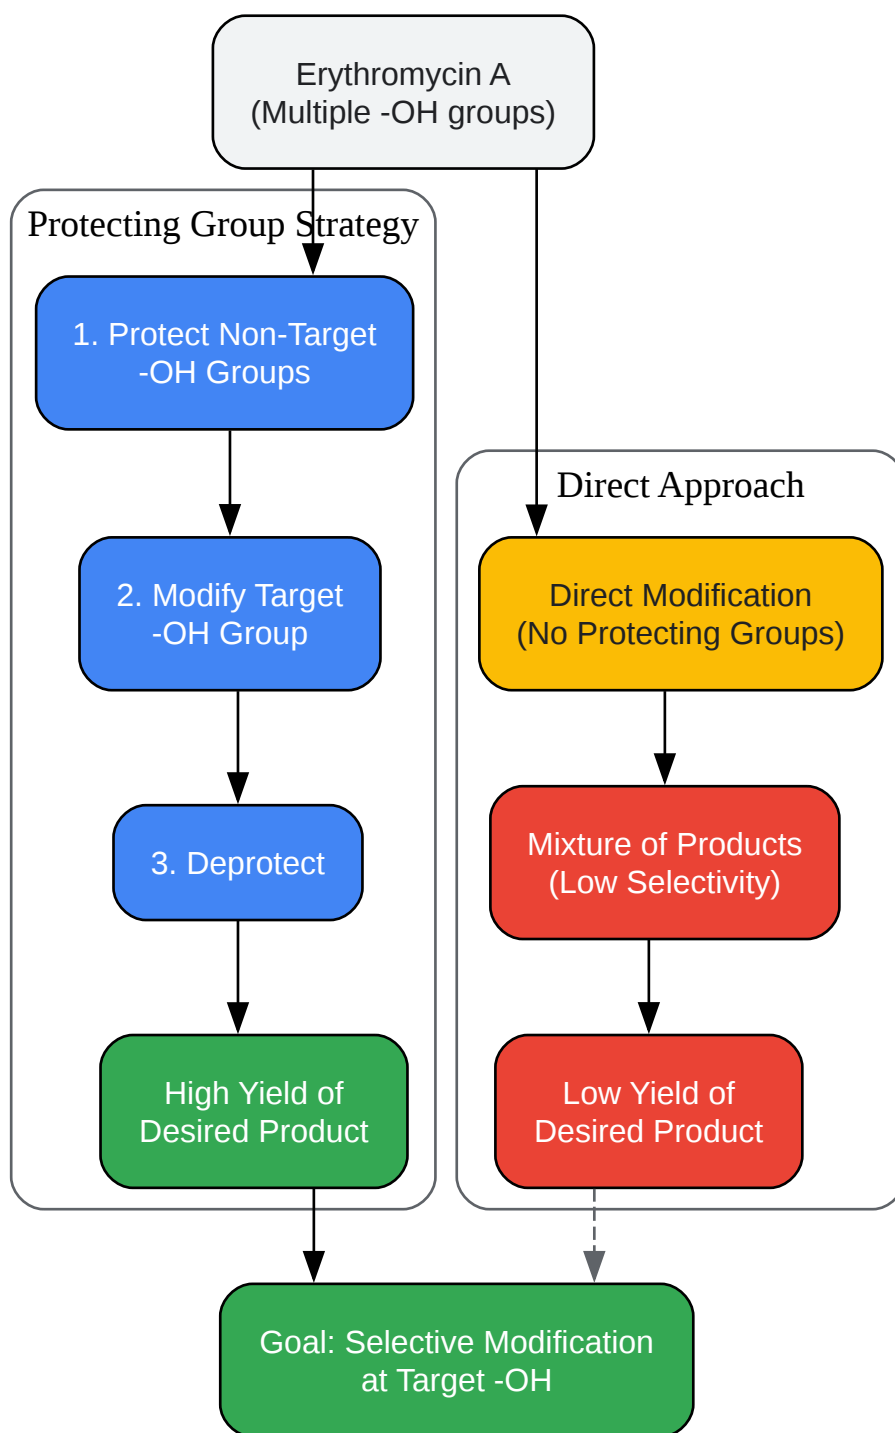 Erythromycin A
(Multiple -OH groups)
Protecting Group Strategy
1. Protect Non-Target
-OH Groups
2. Modify Target
-OH Group
3. Deprotect
High Yield of
Desired Product
Direct Approach
Direct Modification
(No Protecting Groups)
Mixture of Products
(Low Selectivity)
Low Yield of
Desired Product
Goal: Selective Modification
at Target -OH